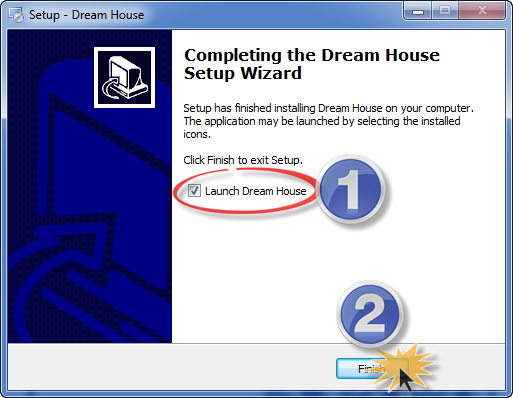 Setup - Dream House
Completing the Dream House
Setup Wizard
Setup has finished installing Dream House on your computer.
The application may be launched by selecting the installed
icons.
Click Finish to exit Setup.
Launch Dream House
1
2
Finish